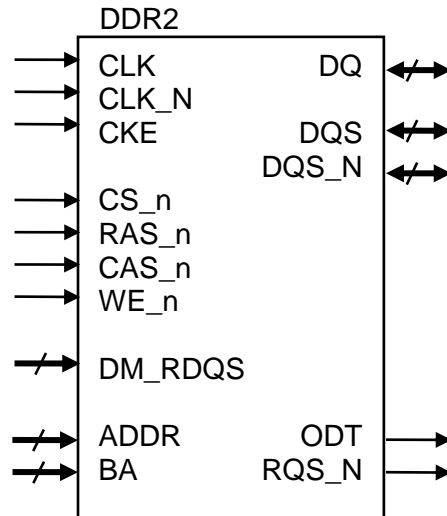 DDR2
CLK DQ
CLK_N
CKE DQS
DQS_N
CS_n
RAS_n
CAS_n
WE_n
DM_RDQS
ADDR ODT
BA RQS_N